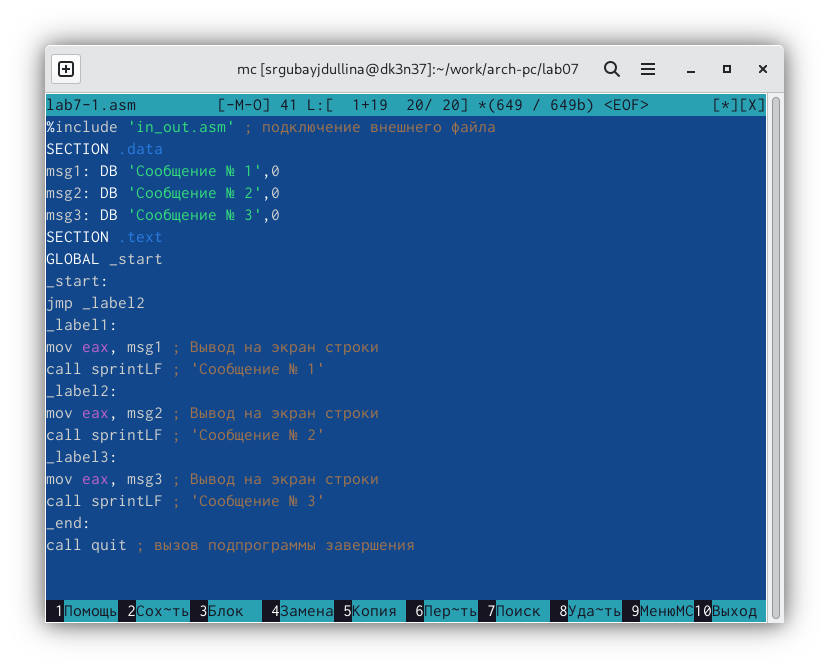 mc [srgubayjdullina@dk3n37]:~/work/arch-pc/lab07
lab7-1.asm [-M-O] 41 L:[ 1+19 20/ 20] *(649 / 649b) <EOF> [*][X]
%include 'in_out.asm' ; подключение внешнего файла
SECTION .data
msg1: DB 'Сообщение № 1',0
msg2: DB 'Сообщение № 2',0
msg3: DB 'Сообщение № 3',0
SECTION .text
GLOBAL _start
_start:
jmp _label2
_label1:
mov eax, msg1 ; Вывод на экран строки
call sprintLF ; 'Сообщение № 1'
_label2:
mov eax, msg2 ; Вывод на экран строки
call sprintLF ; 'Сообщение № 2'
_label3:
mov eax, msg3 ; Вывод на экран строки
call sprintLF ; 'Сообщение № 3'
_end:
call quit ; вызов подпрограммы завершения
1Помощь 2Сох~ть 3Блок 4Замена 5Копия 6Пер~ть 7Поиск 8Уда~ть 9МенюMC 10Выход